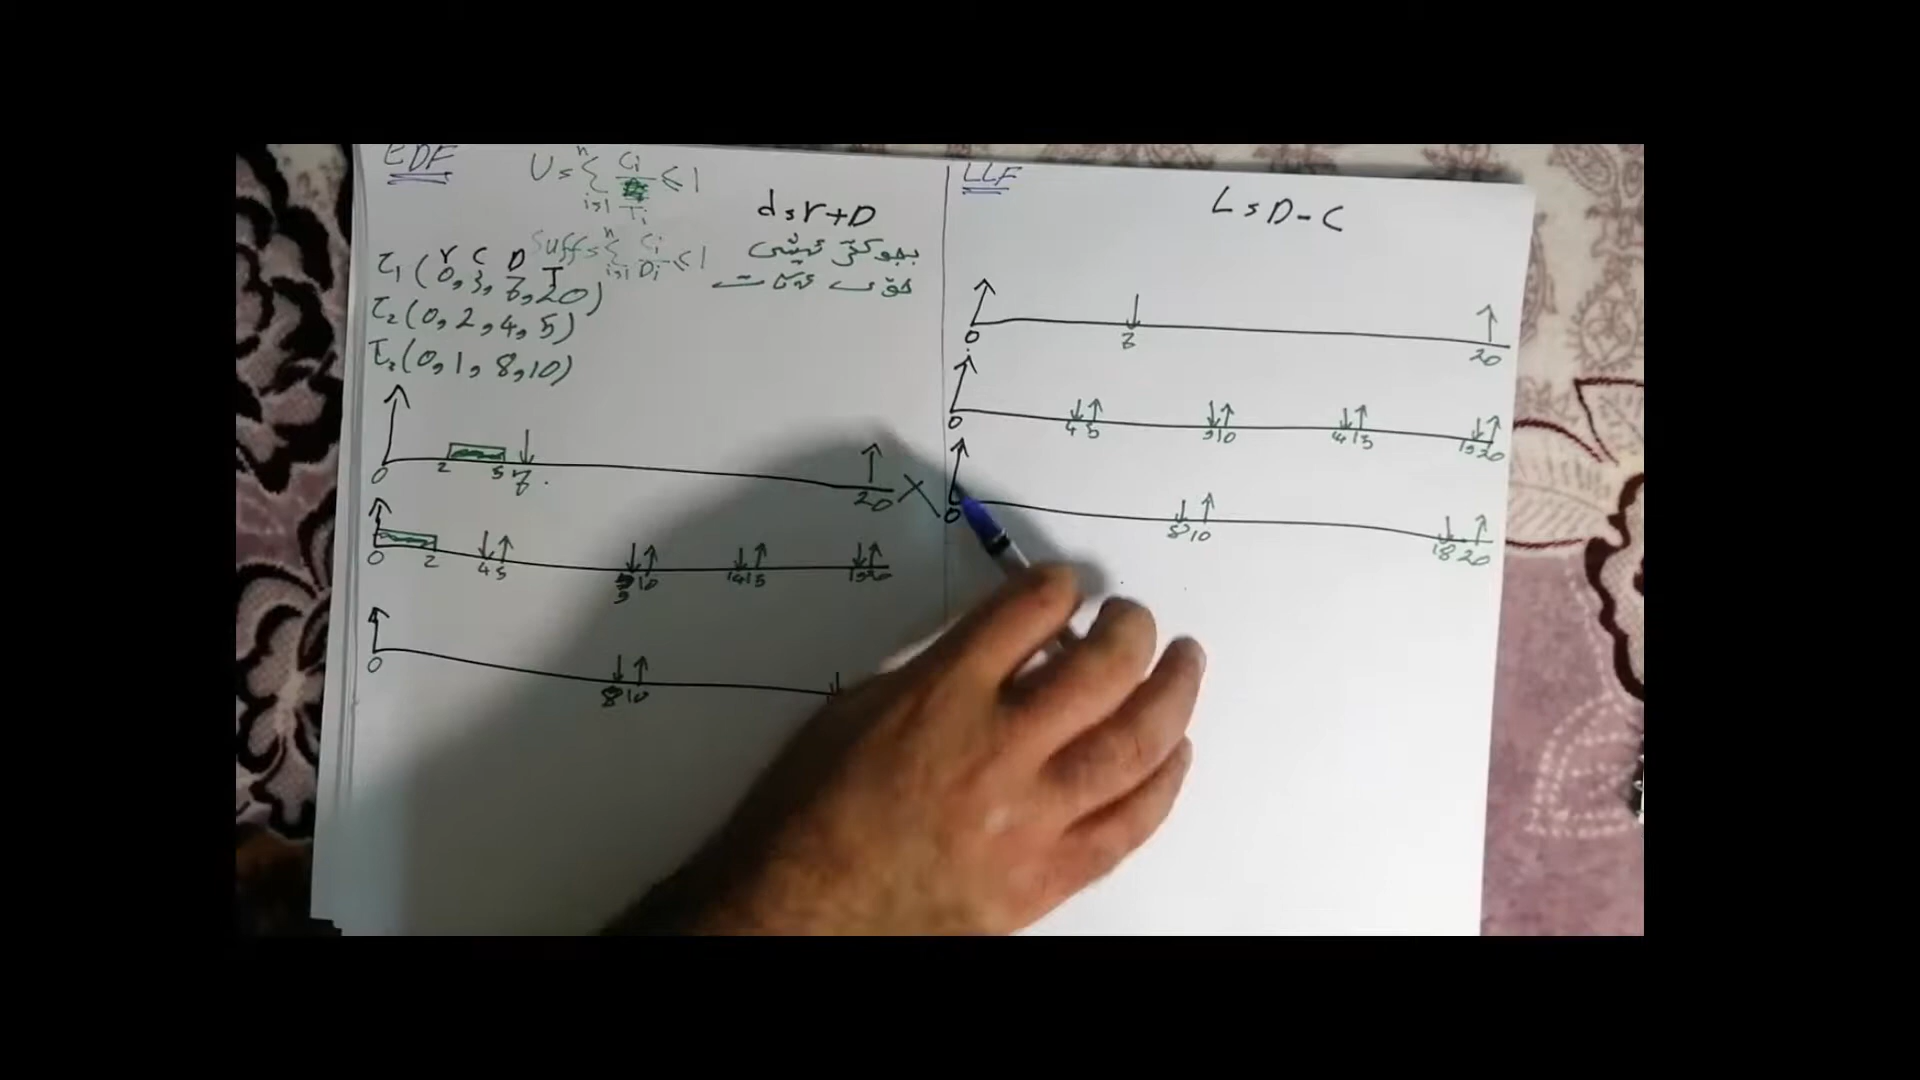 EDF
U = Σ i=1 n Ci / Ti ≤ 1
d = r + D
Suff = Σ i=1 n Ci / Di ≤ 1
r C D T
τ1 (0, 3, 7, 20)
τ2 (0, 2, 4, 5)
τ3 (0, 1, 8, 10)
0 2 5 7 20
0 2 4 5 9 10 14 15 19 20
0 8 10
LLF
L = D - C
0 7 20
0 4 5 9 10 14 15 19 20
0 8 10 18 20